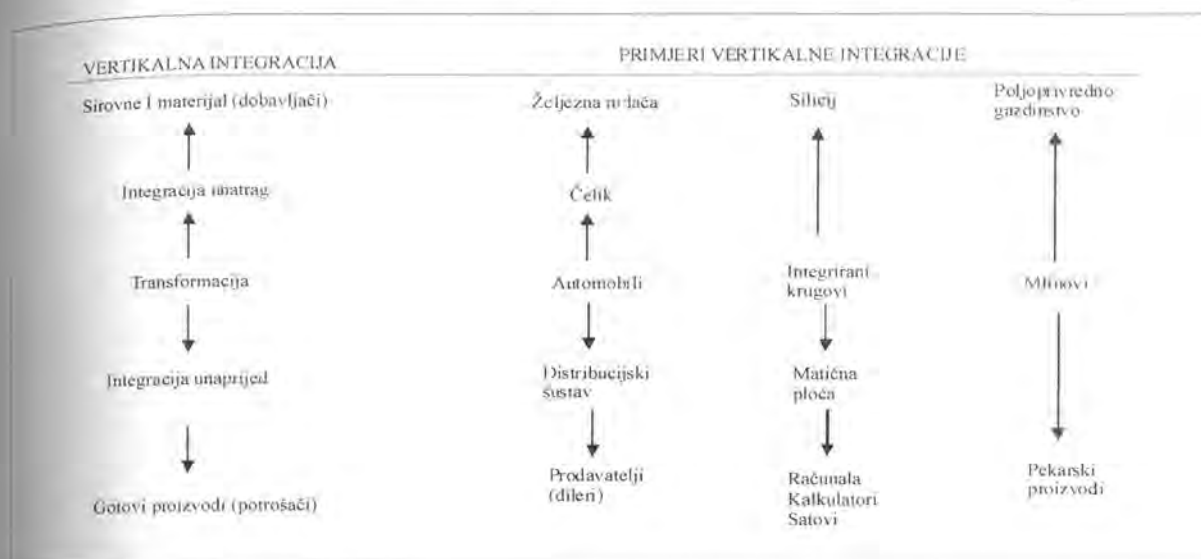 VERTIKALNA INTEGRACIJA
PRIMJERI VERTIKALNE INTEGRACIJE
Sirovne I materijal (dobavljači)
Željezna rudača
Silicij
Poljoprivredno
gazdinstvo
Integracija unatrag
Čelik
Transformacija
Automobili
Integrirani
krugovi
Mlinovi
Integracija unaprijed
Distribucijski
sustav
Matična
ploča
Gotovi proizvodi (potrošači)
Prodavatelji
(dileri)
Računala
Kalkulatori
Satovi
Pekarski
proizvodi